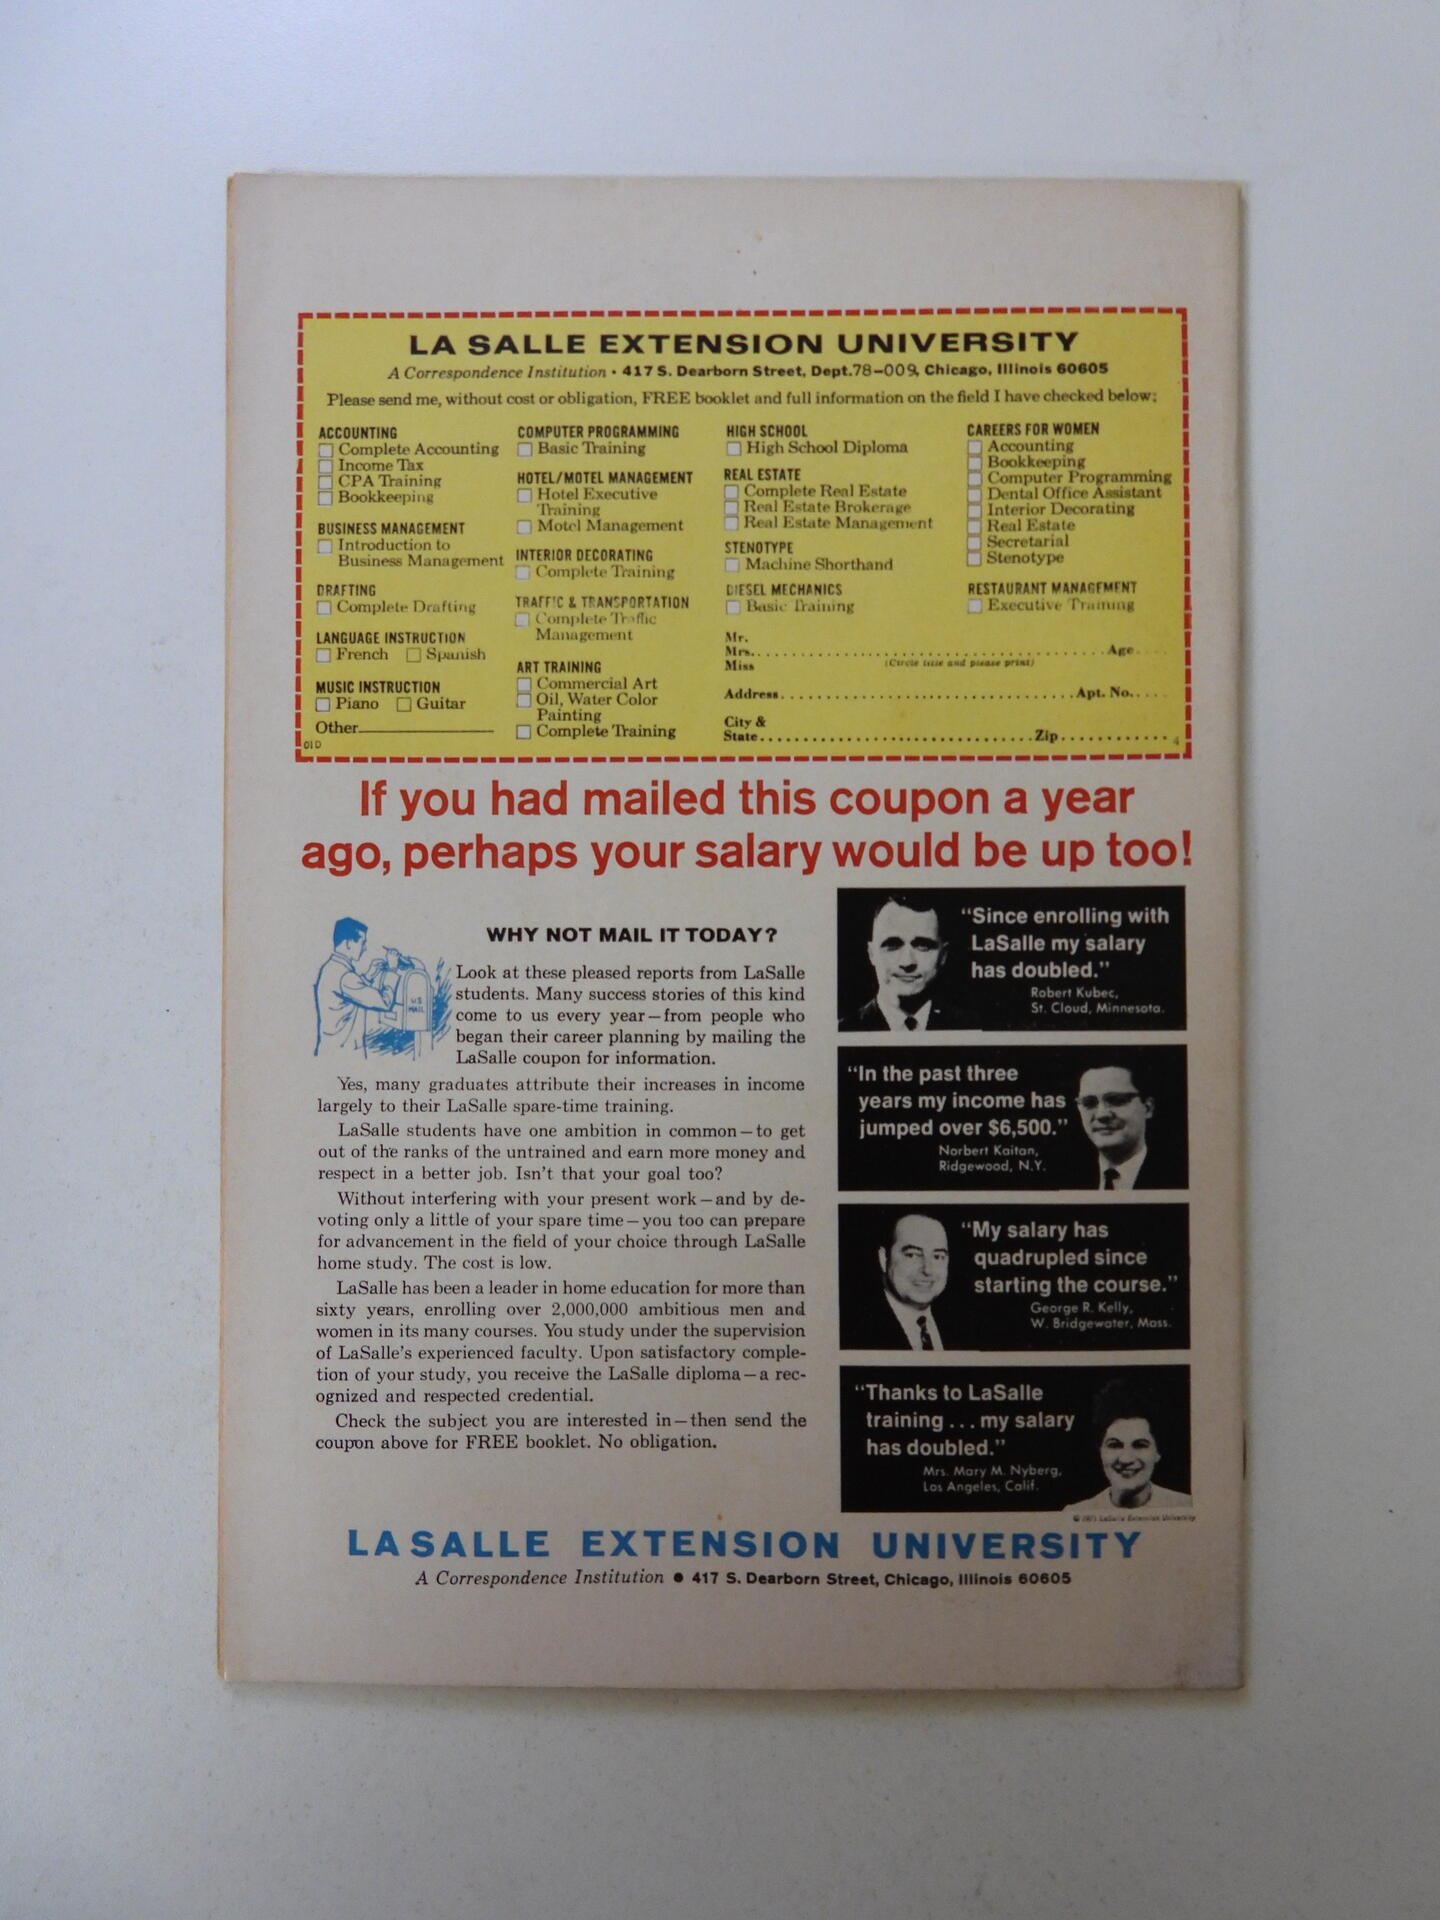 LA SALLE EXTENSION UNIVERSITY
A Correspondence Institution • 417 S. Dearborn Street, Dept.78-009, Chicago, Illinois 60605
Please send me, without cost or obligation, FREE booklet and full information on the field I have checked below:
ACCOUNTING
Complete Accounting
Income Tax
CPA Training
Bookkeeping
BUSINESS MANAGEMENT
Introduction to
Business Management
DRAFTING
Complete Drafting
LANGUAGE INSTRUCTION
French Spanish
MUSIC INSTRUCTION
Piano Guitar
Other
01D
COMPUTER PROGRAMMING
Basic Training
HOTEL/MOTEL MANAGEMENT
Hotel Executive
Training
Motel Management
INTERIOR DECORATING
Complete Training
TRAFFIC & TRANSPORTATION
Complete Traffic
Management
ART TRAINING
Commercial Art
Oil, Water Color
Painting
Complete Training
HIGH SCHOOL
High School Diploma
REAL ESTATE
Complete Real Estate
Real Estate Brokerage
Real Estate Management
STENOTYPE
Machine Shorthand
DIESEL MECHANICS
Basic Training
CAREERS FOR WOMEN
Accounting
Bookkeeping
Computer Programming
Dental Office Assistant
Interior Decorating
Real Estate
Secretarial
Stenotype
RESTAURANT MANAGEMENT
Executive Training
Mr.
Mrs. Age
Miss (Circle title and please print)
Address Apt. No.
City &
State Zip
4
If you had mailed this coupon a year
ago, perhaps your salary would be up too!
WHY NOT MAIL IT TODAY?
U.S.
MAIL
Look at these pleased reports from LaSalle
students. Many success stories of this kind
come to us every year—from people who
began their career planning by mailing the
LaSalle coupon for information.
Yes, many graduates attribute their increases in income
largely to their LaSalle spare-time training.
LaSalle students have one ambition in common—to get
out of the ranks of the untrained and earn more money and
respect in a better job. Isn't that your goal too?
Without interfering with your present work—and by de-
voting only a little of your spare time—you too can prepare
for advancement in the field of your choice through LaSalle
home study. The cost is low.
LaSalle has been a leader in home education for more than
sixty years, enrolling over 2,000,000 ambitious men and
women in its many courses. You study under the supervision
of LaSalle's experienced faculty. Upon satisfactory comple-
tion of your study, you receive the LaSalle diploma—a rec-
ognized and respected credential.
Check the subject you are interested in—then send the
coupon above for FREE booklet. No obligation.
"Since enrolling with
LaSalle my salary
has doubled."
Robert Kubec,
St. Cloud, Minnesota.
"In the past three
years my income has
jumped over $6,500."
Norbert Kaitan,
Ridgewood, N.Y.
"My salary has
quadrupled since
starting the course."
George R. Kelly,
W. Bridgewater, Mass.
"Thanks to LaSalle
training...my salary
has doubled."
Mrs. Mary M. Nyberg,
Los Angeles, Calif.
© 1971 LaSalle Extension University
LASALLE EXTENSION UNIVERSITY
A Correspondence Institution • 417 S. Dearborn Street, Chicago, Illinois 60605